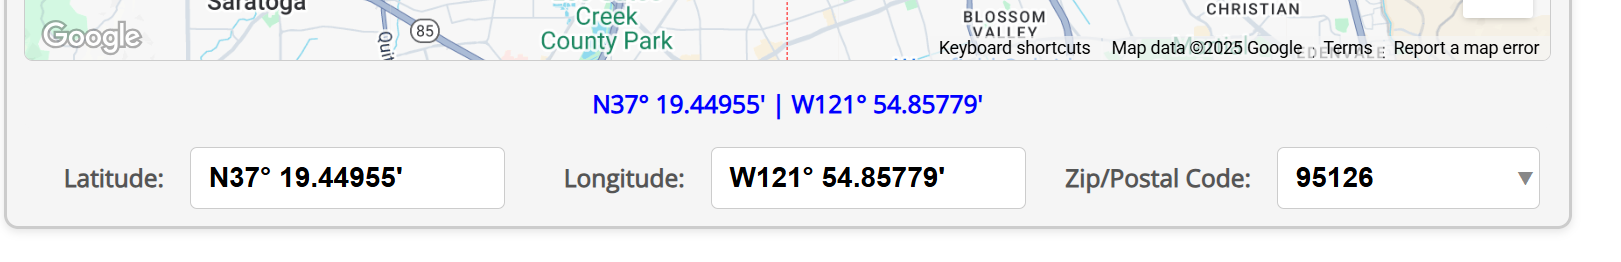 Saratoga
Creek
County Park
85
Quit
BLOSSOM
VALLEY
CHRISTIAN
EDENVALE
Google
Keyboard shortcuts
Map data ©2025 Google
Terms
Report a map error
N37° 19.44955' | W121° 54.85779'
Latitude: N37° 19.44955' Longitude: W121° 54.85779' Zip/Postal Code: 95126